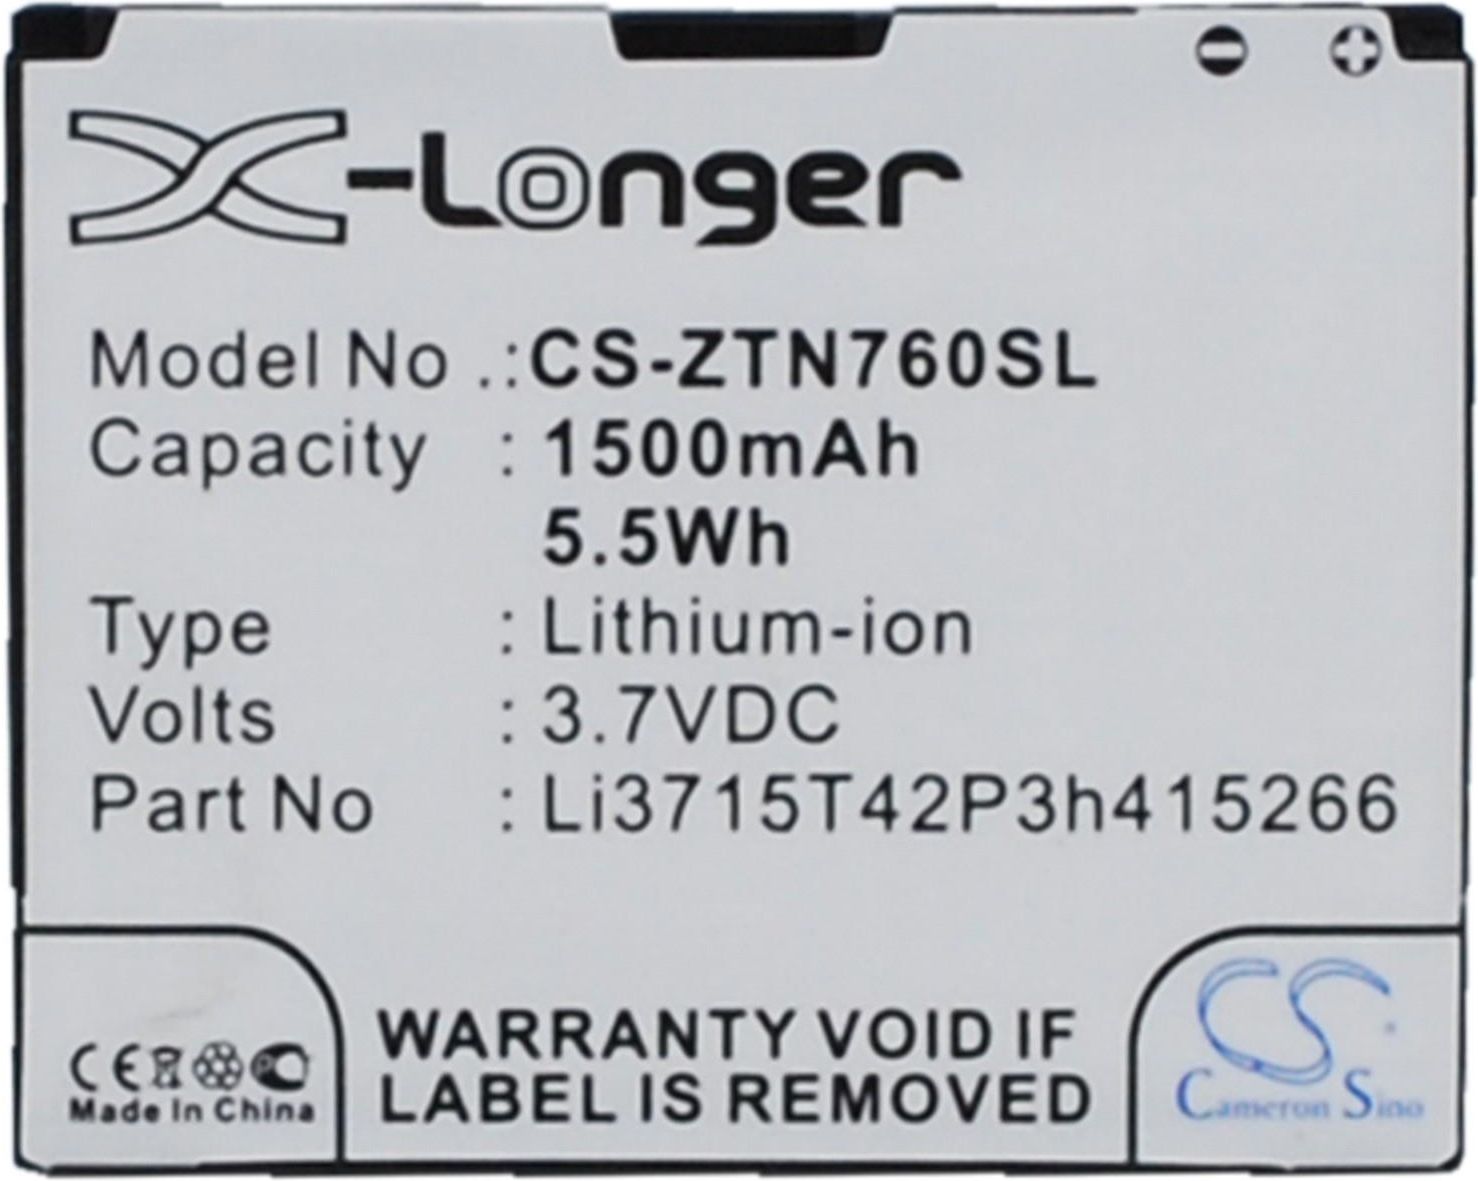 X-Longer
Model No .: CS-ZTN760SL
Capacity : 1500mAh
5.5Wh
Type : Lithium-ion
Volts : 3.7VDC
Part No : Li3715T42P3h415266
WARRANTY VOID IF
LABEL IS REMOVED
CE
Made In China
CS
Cameron Sino